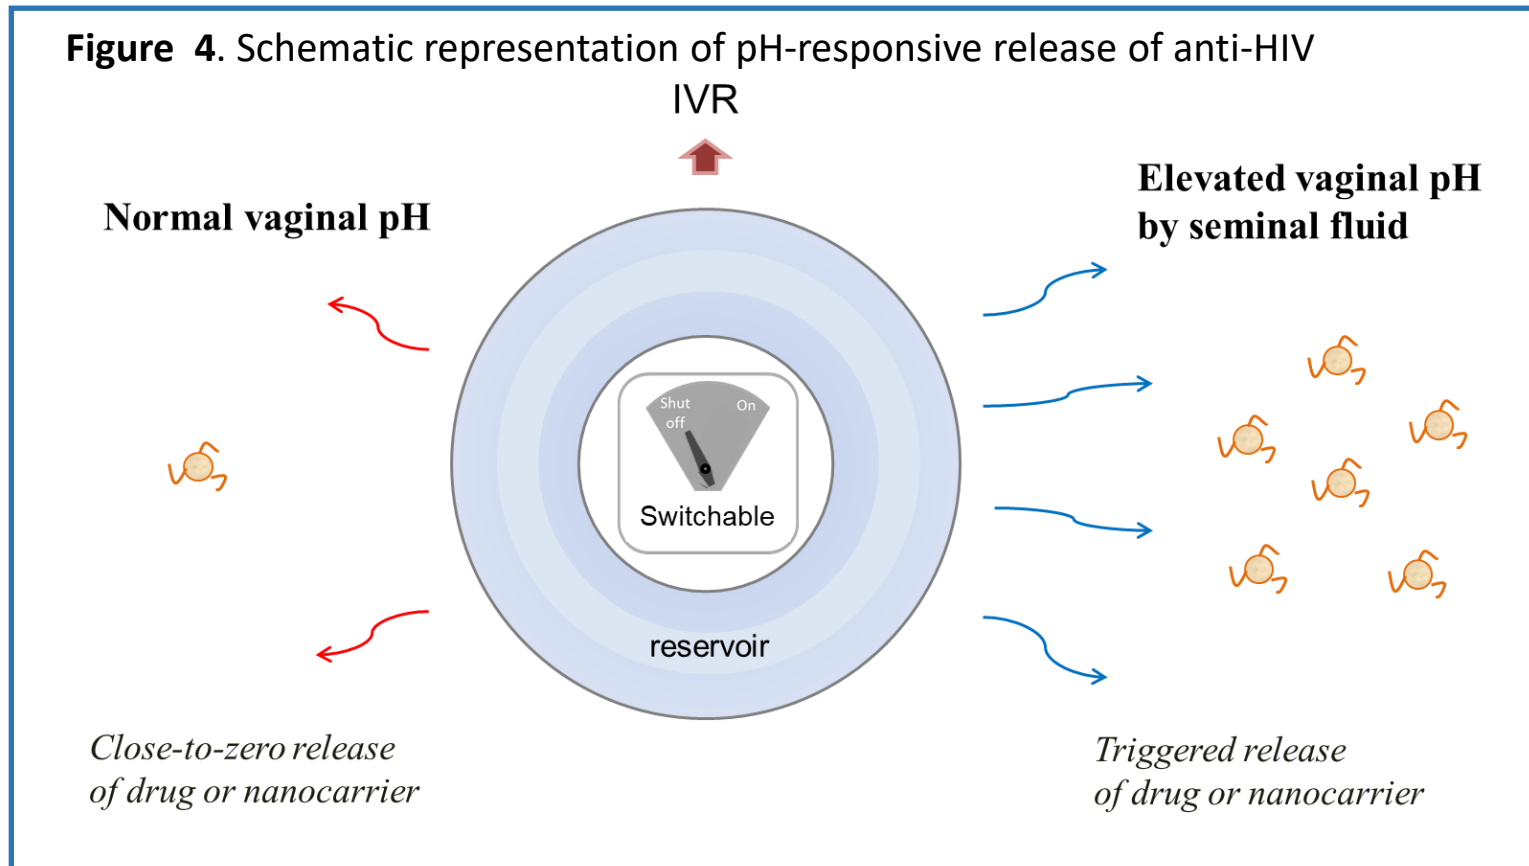 Figure 4. Schematic representation of pH-responsive release of anti-HIV
IVR
Normal vaginal pH
Elevated vaginal pH
by seminal fluid
Shut
off
On
Switchable
reservoir
Close-to-zero release
of drug or nanocarrier
Triggered release
of drug or nanocarrier